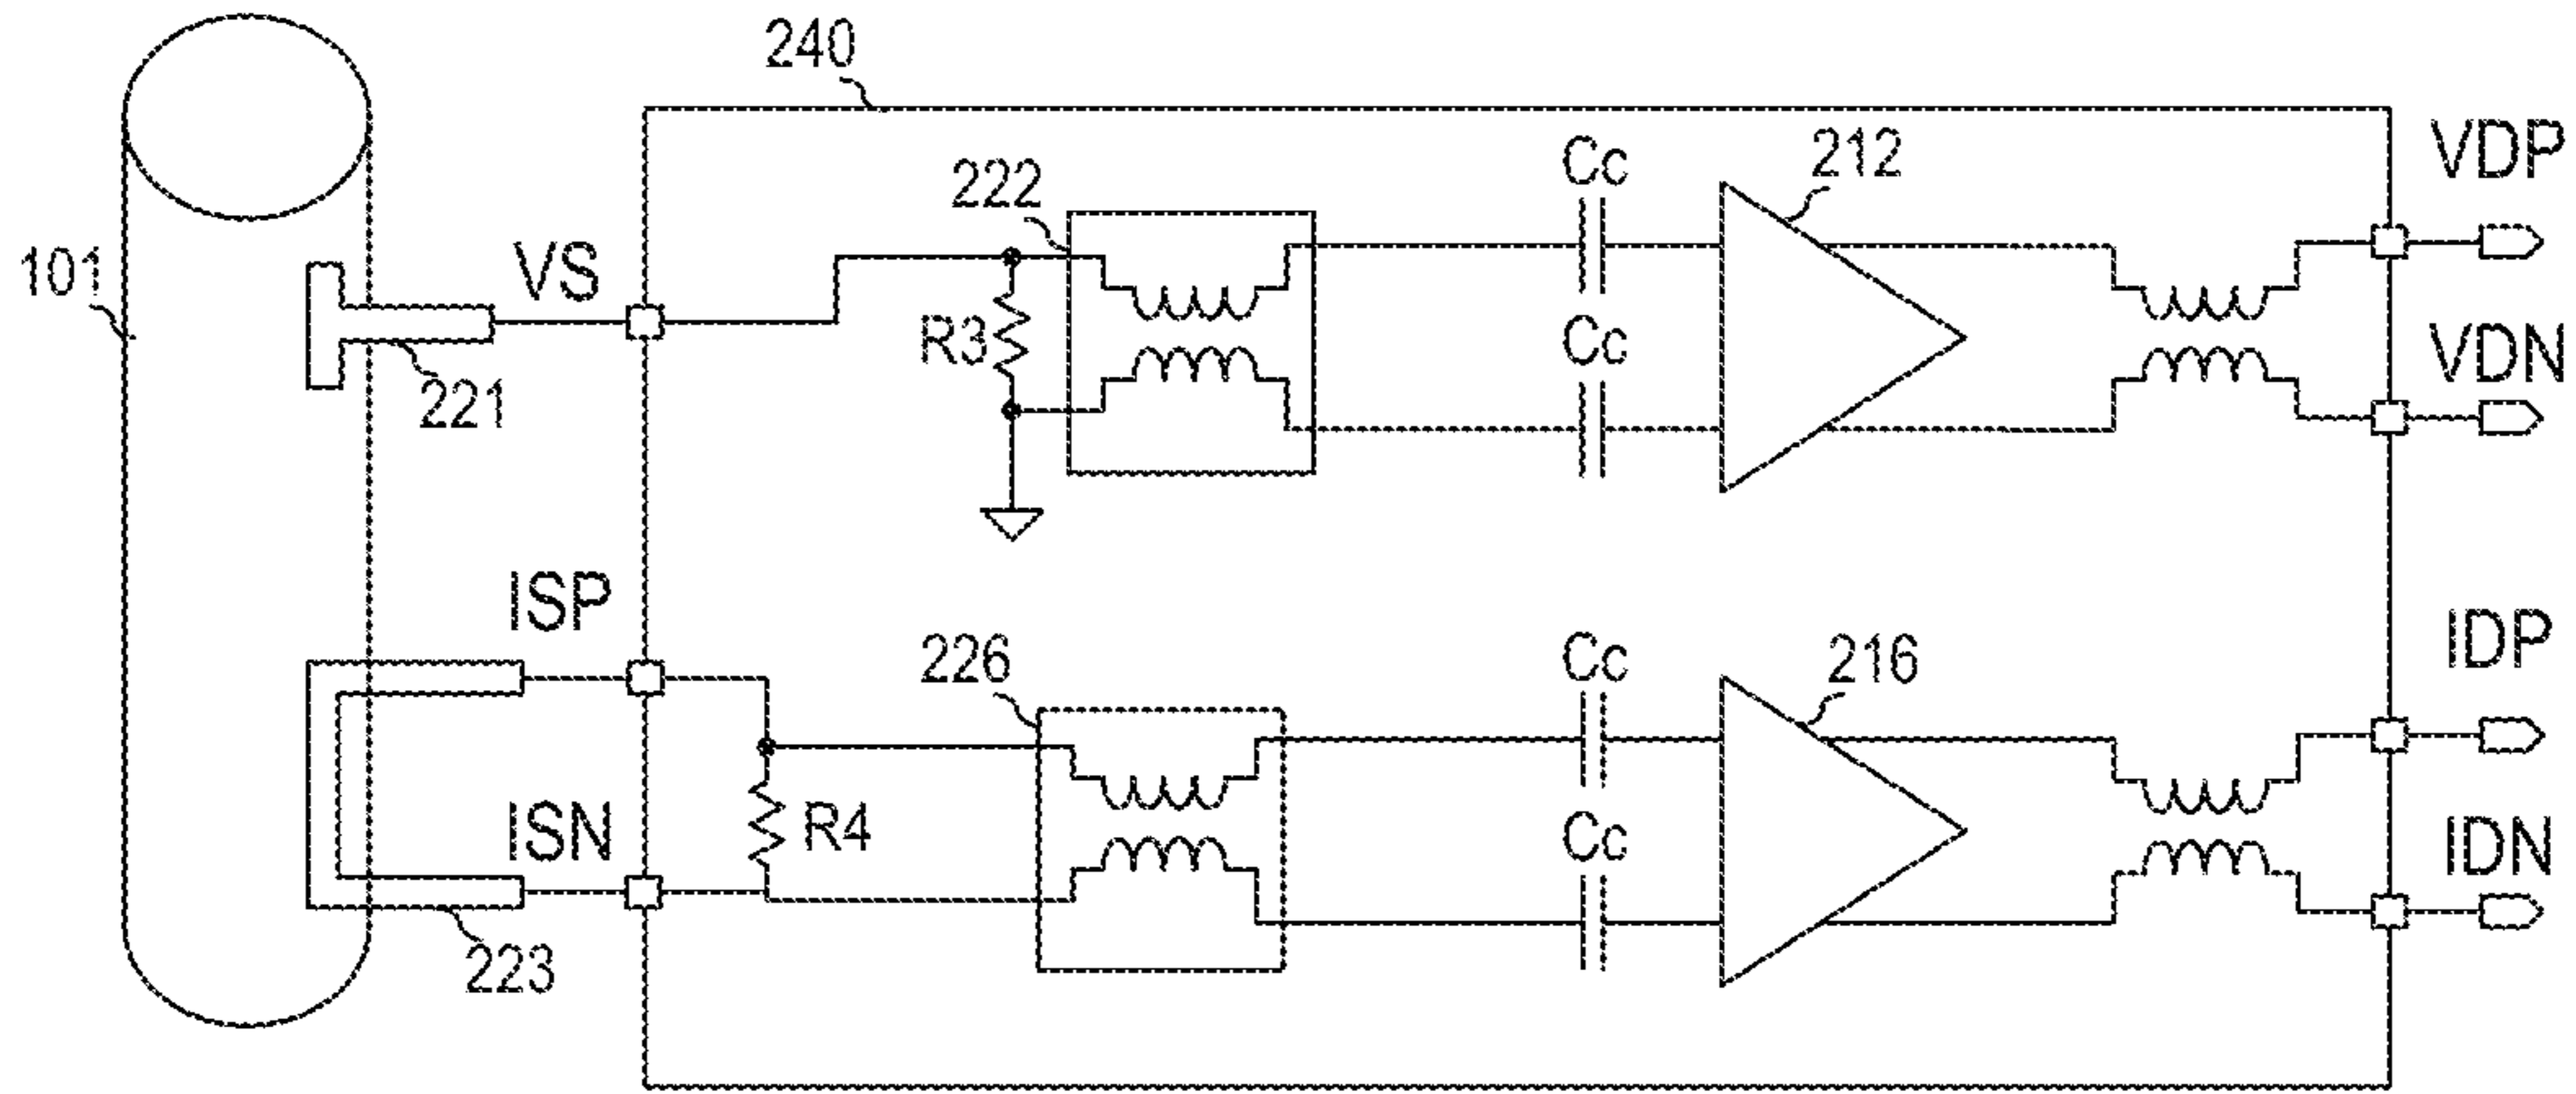 240
VDP
Cc
212
222
101
VS
R3
Cc
VDN
221
ISP
IDP
226
Cc
216
ISN
R4
Cc
IDN
223